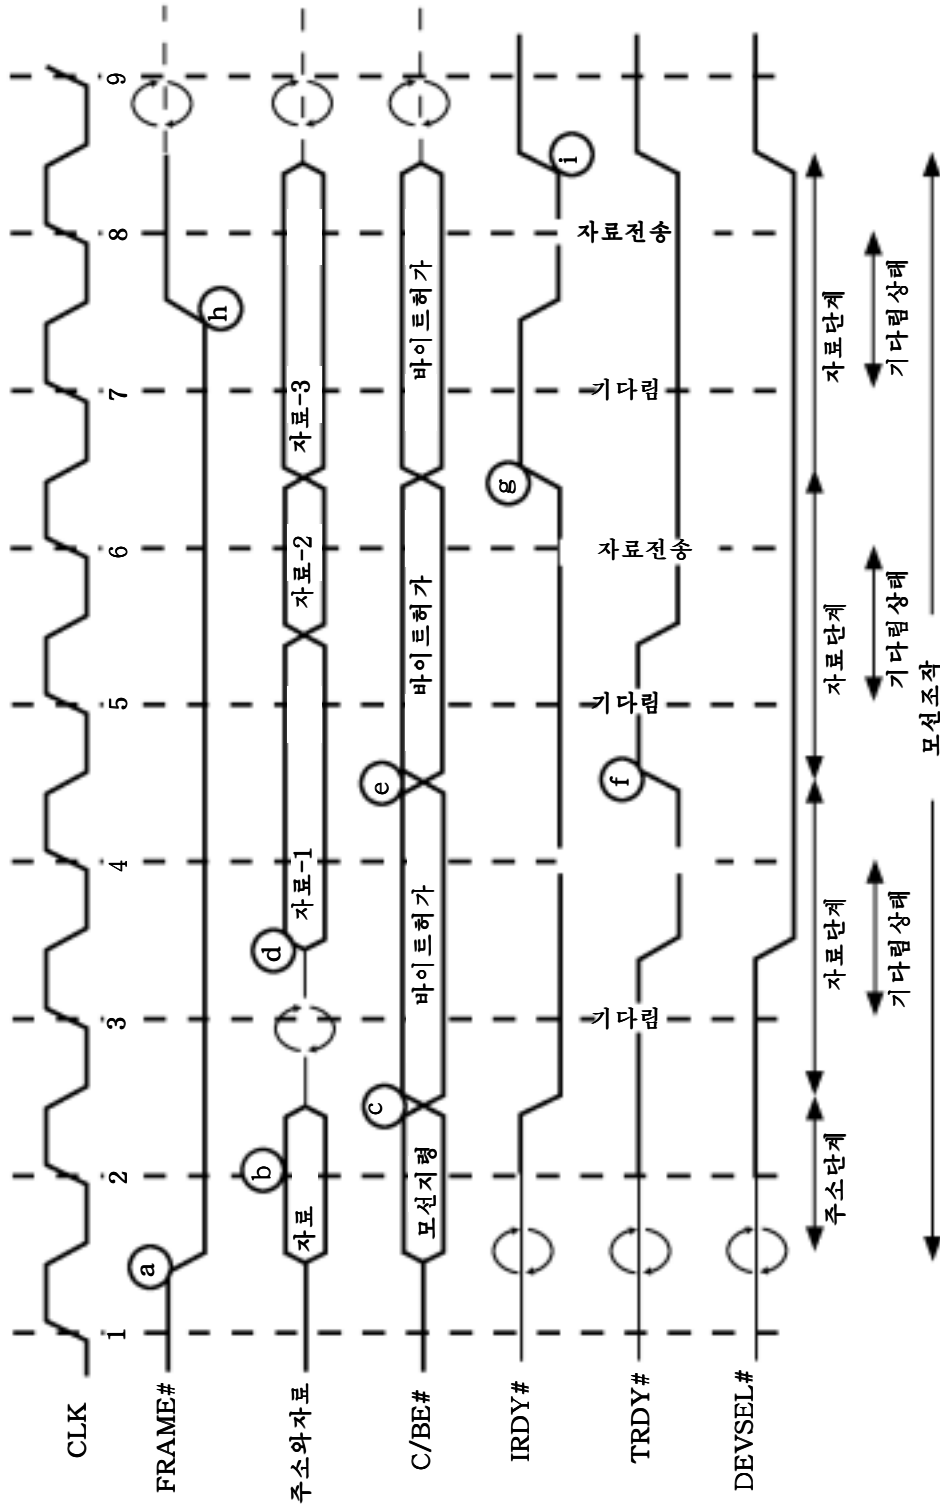 CLK
1
2
3
4
5
6
7
8
9
FRAME#
a
h
주소와자료
자료
b
d
자료-1
자료-2
자료-3
C/BE#
모선지령
c
바이트허가
e
바이트허가
바이트허가
IRDY#
g
i
TRDY#
기다림
f
기다림
자료전송
기다림
자료전송
DEVSEL#
주소단계
자료단계
자료단계
자료단계
기다림상태
기다림상태
기다림상태
모선조작